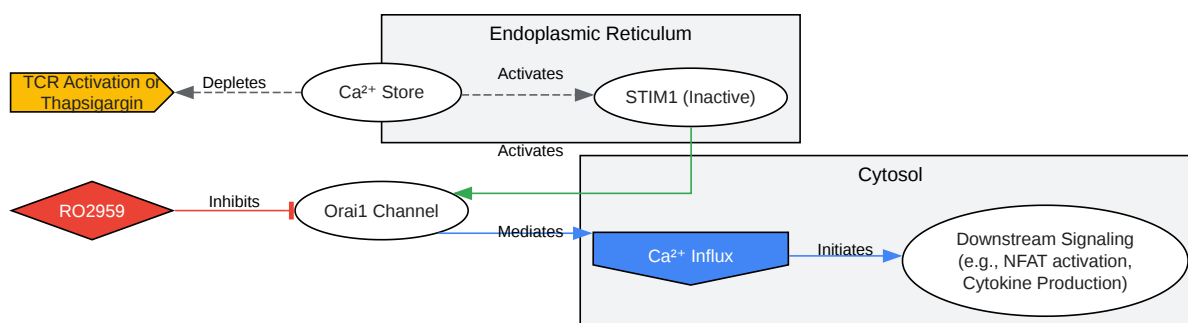 Endoplasmic Reticulum
TCR Activation or
Thapsigargin
Depletes
Ca²⁺ Store
Activates
STIM1 (Inactive)
Activates
Cytosol
RO2959
Inhibits
Orai1 Channel
Mediates
Ca²⁺ Influx
Initiates
Downstream Signaling
(e.g., NFAT activation,
Cytokine Production)